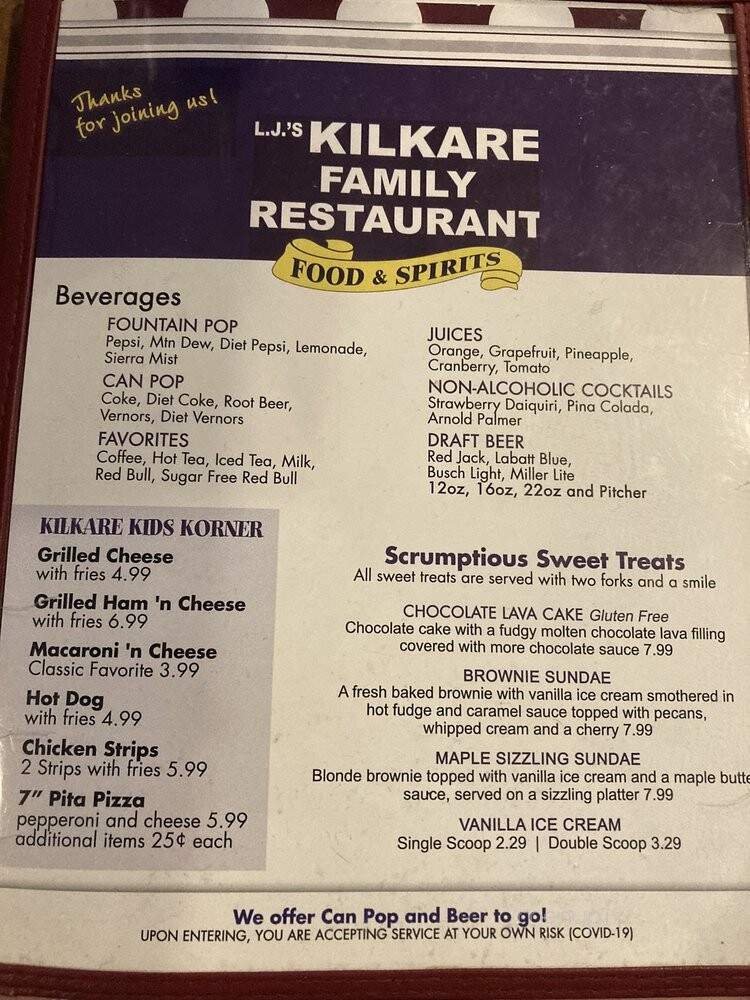 Thanks
for joining us!
L.J.'S KILKARE
FAMILY
RESTAURANT
FOOD & SPIRITS
Beverages
FOUNTAIN POP
Pepsi, Mtn Dew, Diet Pepsi, Lemonade,
Sierra Mist
CAN POP
Coke, Diet Coke, Root Beer,
Vernors, Diet Vernors
FAVORITES
Coffee, Hot Tea, Iced Tea, Milk,
Red Bull, Sugar Free Red Bull
JUICES
Orange, Grapefruit, Pineapple,
Cranberry, Tomato
NON-ALCOHOLIC COCKTAILS
Strawberry Daiquiri, Pina Colada,
Arnold Palmer
DRAFT BEER
Red Jack, Labatt Blue,
Busch Light, Miller Lite
12oz, 16oz, 22oz and Pitcher
KILKARE KIDS KORNER
Grilled Cheese
with fries 4.99
Grilled Ham 'n Cheese
with fries 6.99
Macaroni 'n Cheese
Classic Favorite 3.99
Hot Dog
with fries 4.99
Chicken Strips
2 Strips with fries 5.99
7" Pita Pizza
pepperoni and cheese 5.99
additional items 25¢ each
Scrumptious Sweet Treats
All sweet treats are served with two forks and a smile
CHOCOLATE LAVA CAKE Gluten Free
Chocolate cake with a fudgy molten chocolate lava filling
covered with more chocolate sauce 7.99
BROWNIE SUNDAE
A fresh baked brownie with vanilla ice cream smothered in
hot fudge and caramel sauce topped with pecans,
whipped cream and a cherry 7.99
MAPLE SIZZLING SUNDAE
Blonde brownie topped with vanilla ice cream and a maple butte
sauce, served on a sizzling platter 7.99
VANILLA ICE CREAM
Single Scoop 2.29 | Double Scoop 3.29
We offer Can Pop and Beer to go!
UPON ENTERING, YOU ARE ACCEPTING SERVICE AT YOUR OWN RISK (COVID-19)